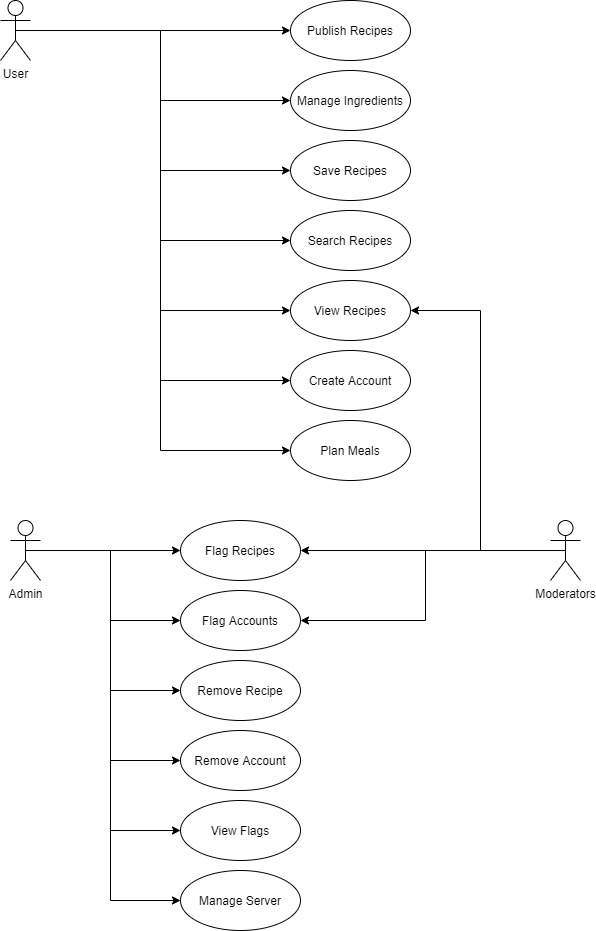 Publish Recipes
User
Manage Ingredients
Save Recipes
Search Recipes
View Recipes
Create Account
Plan Meals
Flag Recipes
Admin
Moderators
Flag Accounts
Remove Recipe
Remove Account
View Flags
Manage Server